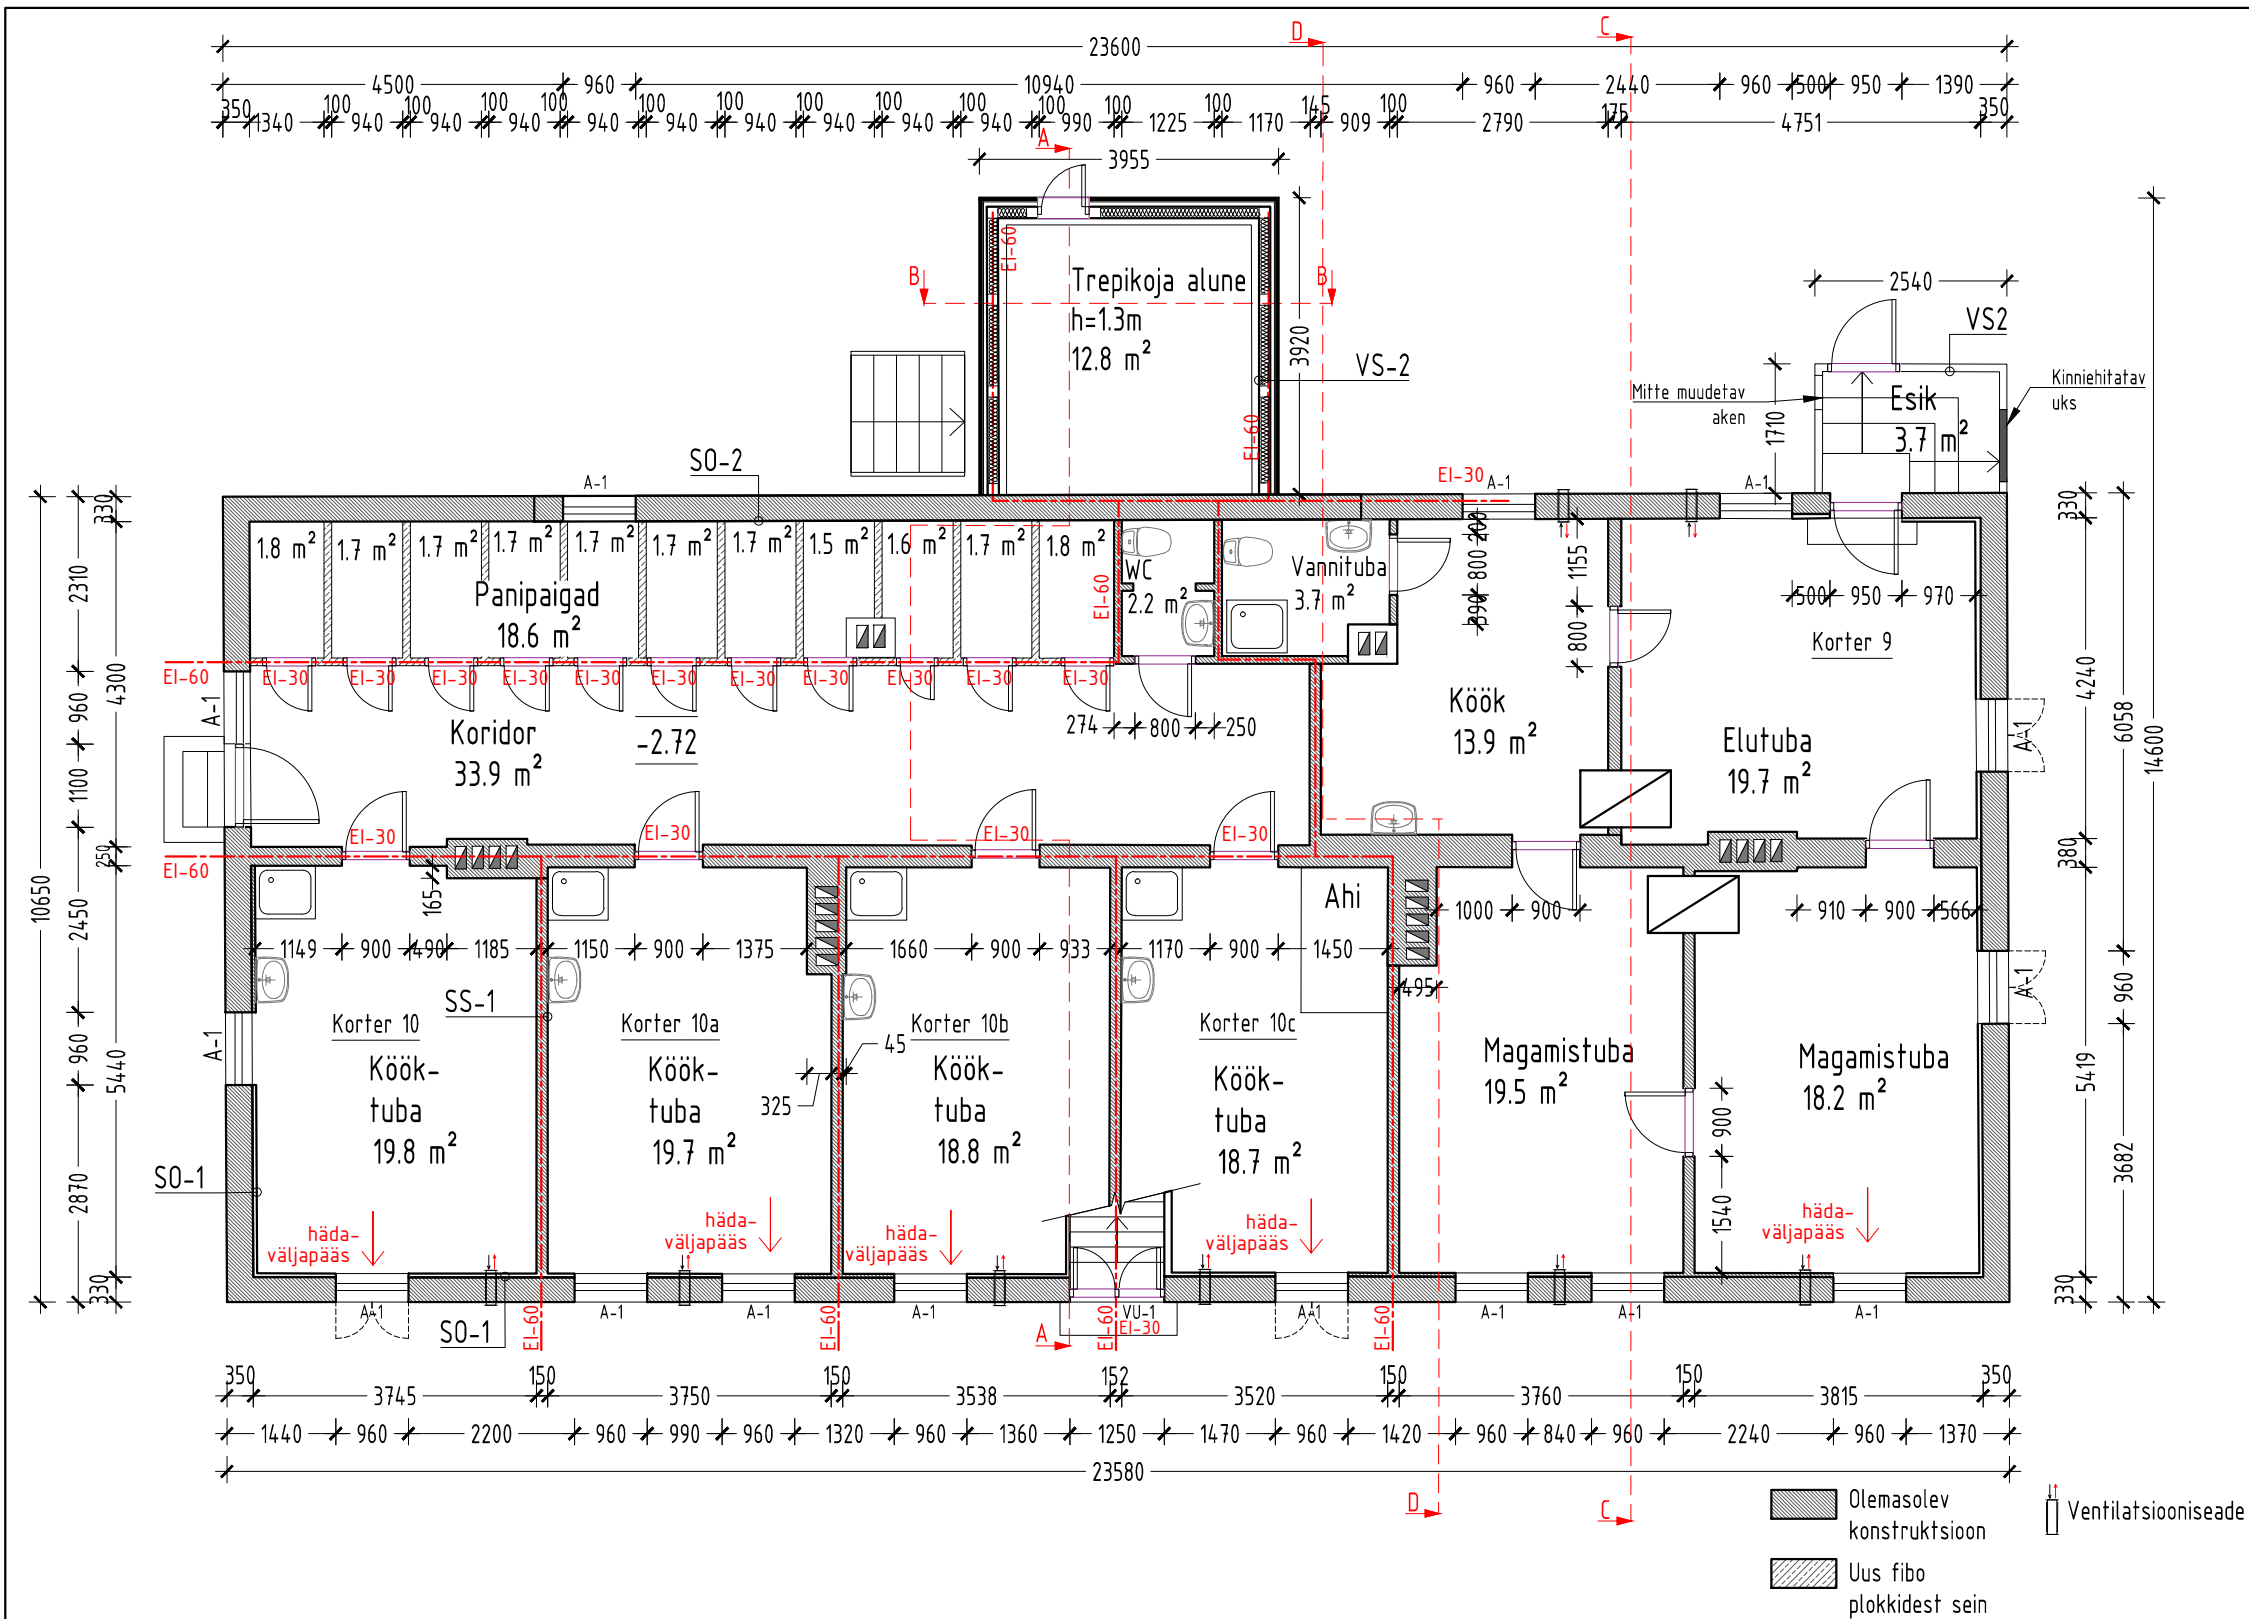 D
C
23600
4500 960 10940 960 2440 960 500 950 1390
350 1340 100 940 100 940 100 940 100 940 100 940 100 940 100 940 100 940 100 940 100 990 100 1225 100 1170 145 909 100 2790 175 4751 350
A
3955
EI-60
B
B
Trepikoja alune
h=1.3m
12.8 m²
3920
VS-2
EI-60
2540
VS2
Mitte muudetav
aken
Kinniehitatav
uks
Esik
3.7 m²
1710
SO-2
A-1
EI-30
A-1
A-1
10650
330
2310
960
1100
2450
960
2870
330
4300
250
5440
1.8 m²
1.7 m²
1.7 m²
1.7 m²
1.7 m²
1.7 m²
1.7 m²
1.5 m²
1.6 m²
1.7 m²
1.8 m²
Panipaigad
18.6 m²
WC
2.2 m²
EI-60
Vannituba
3.7 m²
200
800
390
1155
800
500 950 970
Korter 9
330
4240
380
5419
330
6058
960
3682
14600
EI-60
EI-30 EI-30 EI-30 EI-30 EI-30 EI-30 EI-30 EI-30 EI-30 EI-30 EI-30
A-1
Koridor
33.9 m²
-2.72
274 800 250
Köök
13.9 m²
Elutuba
19.7 m²
A-1
EI-60
EI-30 EI-30 EI-30 EI-30
165
Ahi
1149 900 490 1185 1150 900 1375 1660 900 933 1170 900 1450
1000 900
910 900 566
495
A-1
A-1
SS-1
Korter 10
Köök-
tuba
19.8 m²
Korter 10a
Köök-
tuba
19.7 m²
325
45
Korter 10b
Köök-
tuba
18.8 m²
Korter 10c
Köök-
tuba
18.7 m²
Magamistuba
19.5 m²
Magamistuba
18.2 m²
900
1540
SO-1
häda-
väljapääs
häda-
väljapääs
häda-
väljapääs
häda-
väljapääs
häda-
väljapääs
A-1
SO-1
EI-60
A-1
A-1
EI-60
A-1
A
EI-60
VU-1
EI-30
A-1
EI-60
A-1
A-1
A-1
350 3745 150 3750 150 3538 152 3520 150 3760 150 3815 350
1440 960 2200 960 990 960 1320 960 1360 1250 1470 960 1420 960 840 960 2240 960 1370
23580
D
C
Olemasolev
konstruktsioon
Ventilatsiooniseade
Uus fibo
plokkidest sein